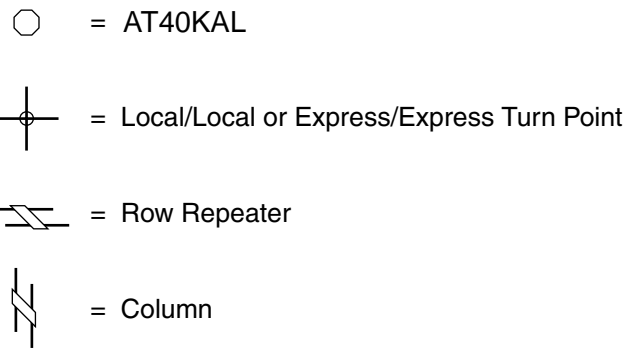 = AT40KAL
= Local/Local or Express/Express Turn Point
= Row Repeater
= Column